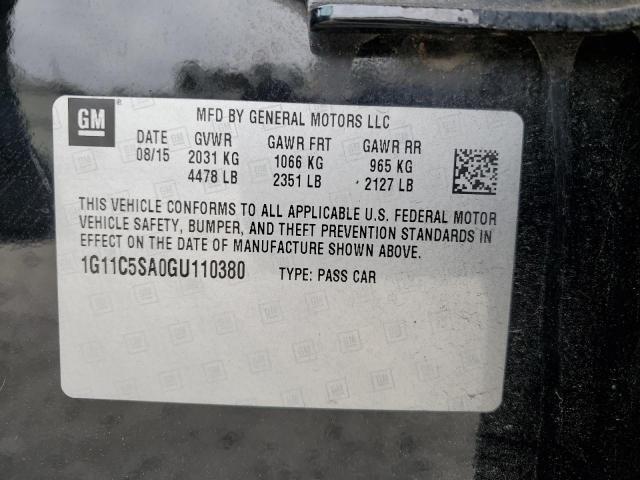 GM ®
MFD BY GENERAL MOTORS LLC
DATE GVWR GAWR FRT GAWR RR
08/15 2031 KG 1066 KG 965 KG
4478 LB 2351 LB 2127 LB
THIS VEHICLE CONFORMS TO ALL APPLICABLE U.S. FEDERAL MOTOR
VEHICLE SAFETY, BUMPER, AND THEFT PREVENTION STANDARDS IN
EFFECT ON THE DATE OF MANUFACTURE SHOWN ABOVE.
1G11C5SA0GU110380 TYPE: PASS CAR